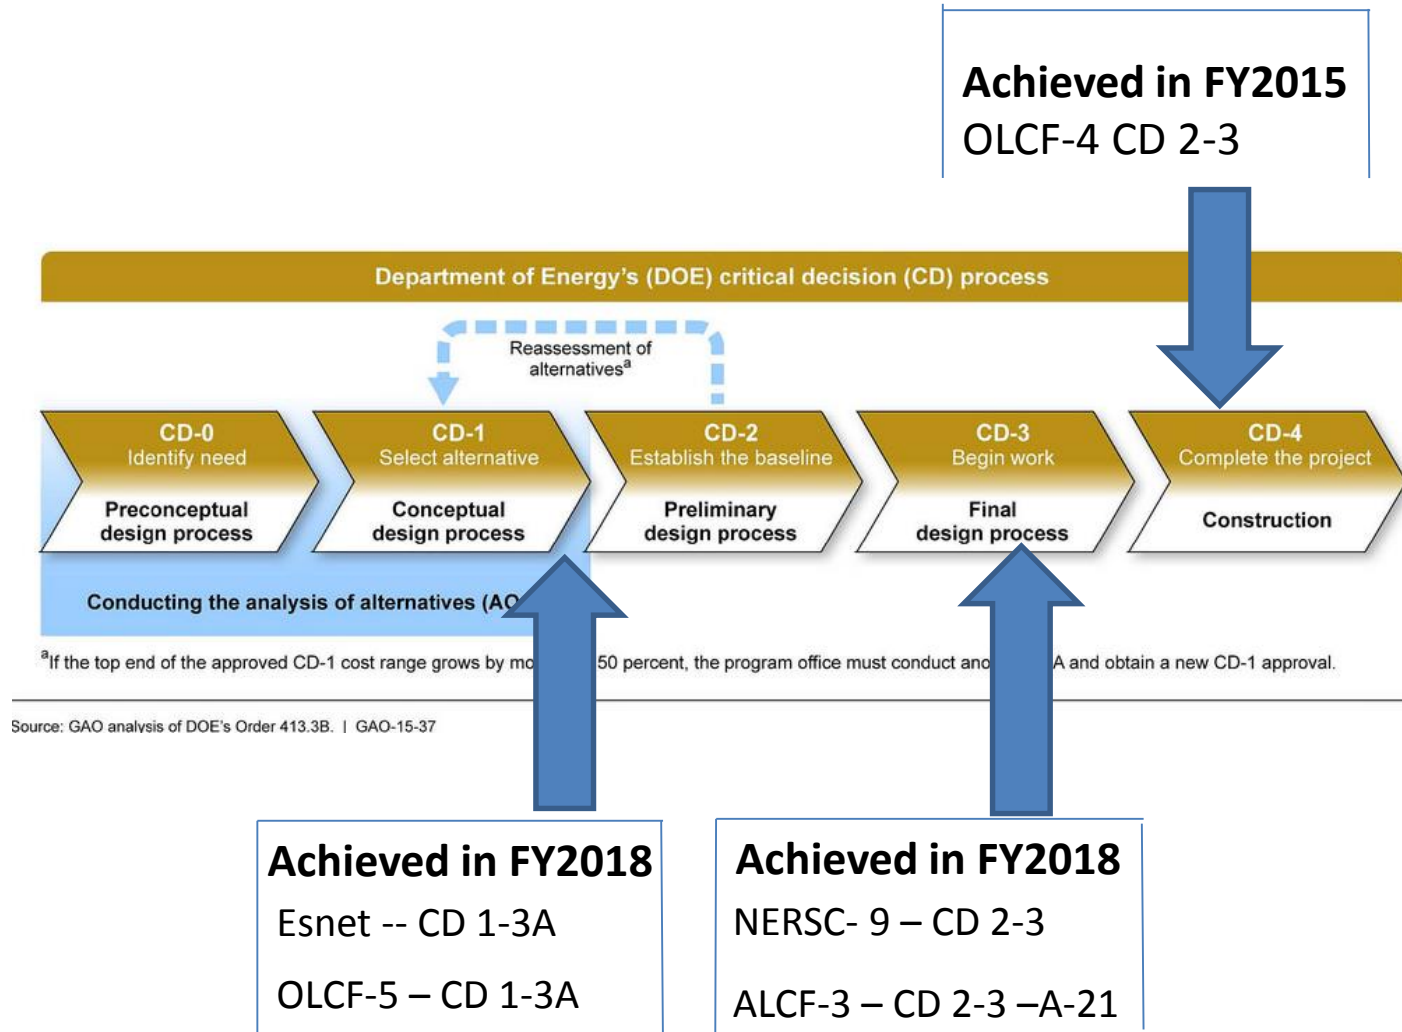 Achieved in FY2015
OLCF-4 CD 2-3
Department of Energy's (DOE) critical decision (CD) process
Reassessment of
alternativesª
CD-0
Identify need
Preconceptual
design process
CD-1
Select alternative
Conceptual
design process
CD-2
Establish the baseline
Preliminary
design process
CD-3
Begin work
Final
design process
CD-4
Complete the project
Construction
Conducting the analysis of alternatives
ªIf the top end of the approved CD-1 cost range grows by 50 percent, the program office must conduct and obtain a new CD-1 approval.
Source: GAO analysis of DOE's Order 413.3B. | GAO-15-37
Achieved in FY2018
Esnet -- CD 1-3A
OLCF-5 – CD 1-3A
Achieved in FY2018
NERSC- 9 – CD 2-3
ALCF-3 – CD 2-3 –A-21